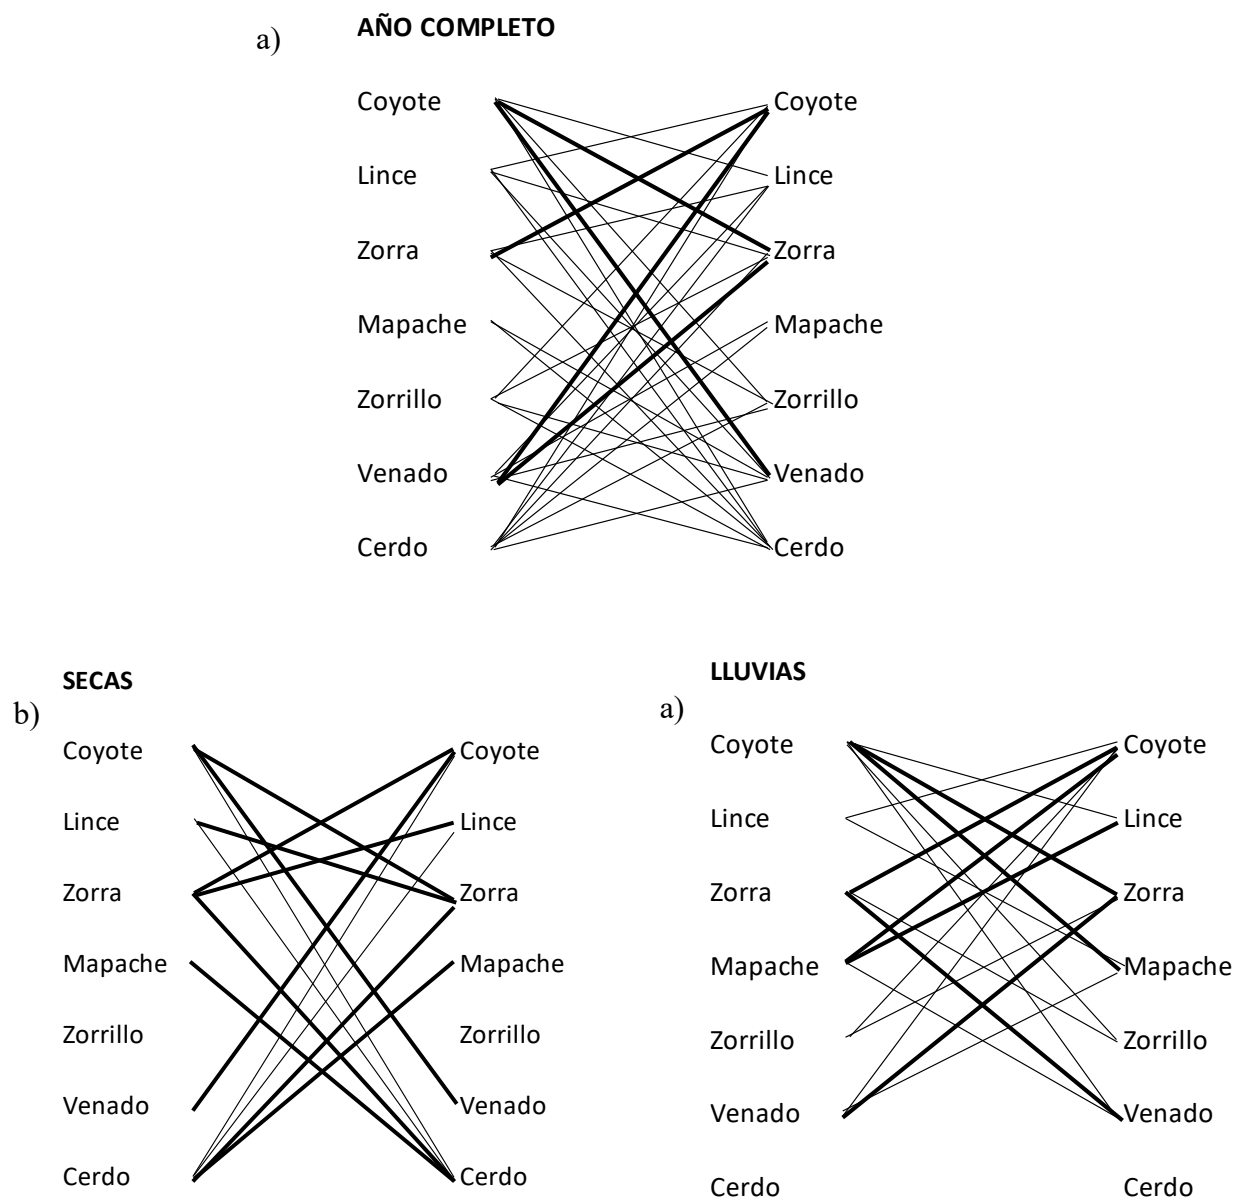 a) AÑO COMPLETO
Coyote Coyote
Lince Lince
Zorra Zorra
Mapache Mapache
Zorrillo Zorrillo
Venado Venado
Cerdo Cerdo
b) SECAS
Coyote Coyote
Lince Lince
Zorra Zorra
Mapache Mapache
Zorrillo Zorrillo
Venado Venado
Cerdo Cerdo
a) LLUVIAS
Coyote Coyote
Lince Lince
Zorra Zorra
Mapache Mapache
Zorrillo Zorrillo
Venado Venado
Cerdo Cerdo